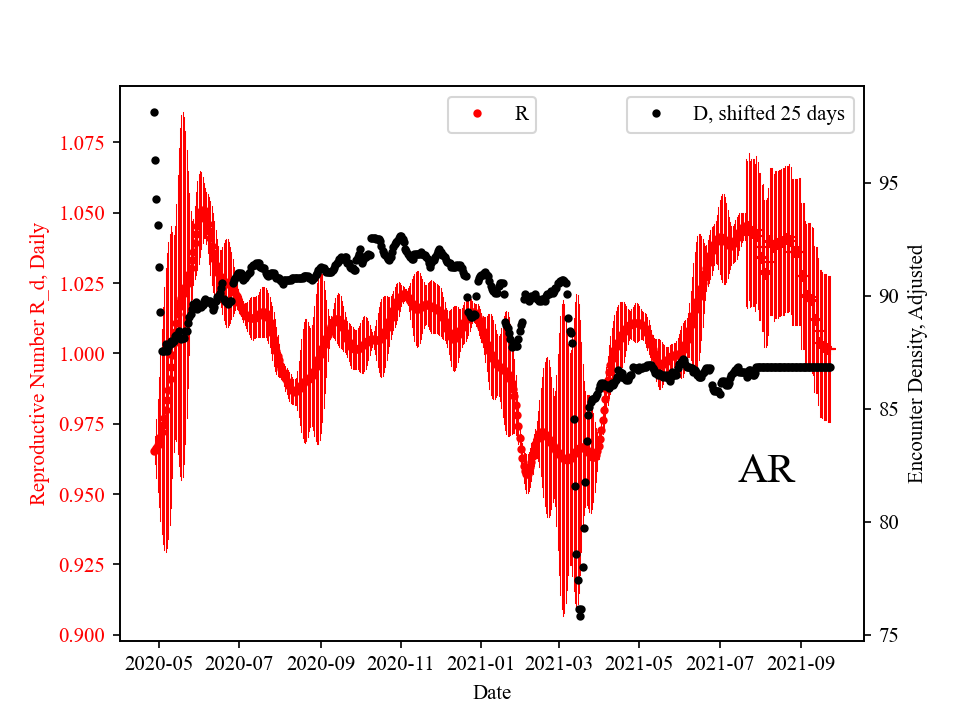 R
D, shifted 25 days
1.075
1.050
1.025
1.000
0.975
0.950
0.925
0.900
Reproductive Number R_d, Daily
95
90
85
80
75
Encounter Density, Adjusted
AR
2020-05 2020-07 2020-09 2020-11 2021-01 2021-03 2021-05 2021-07 2021-09
Date